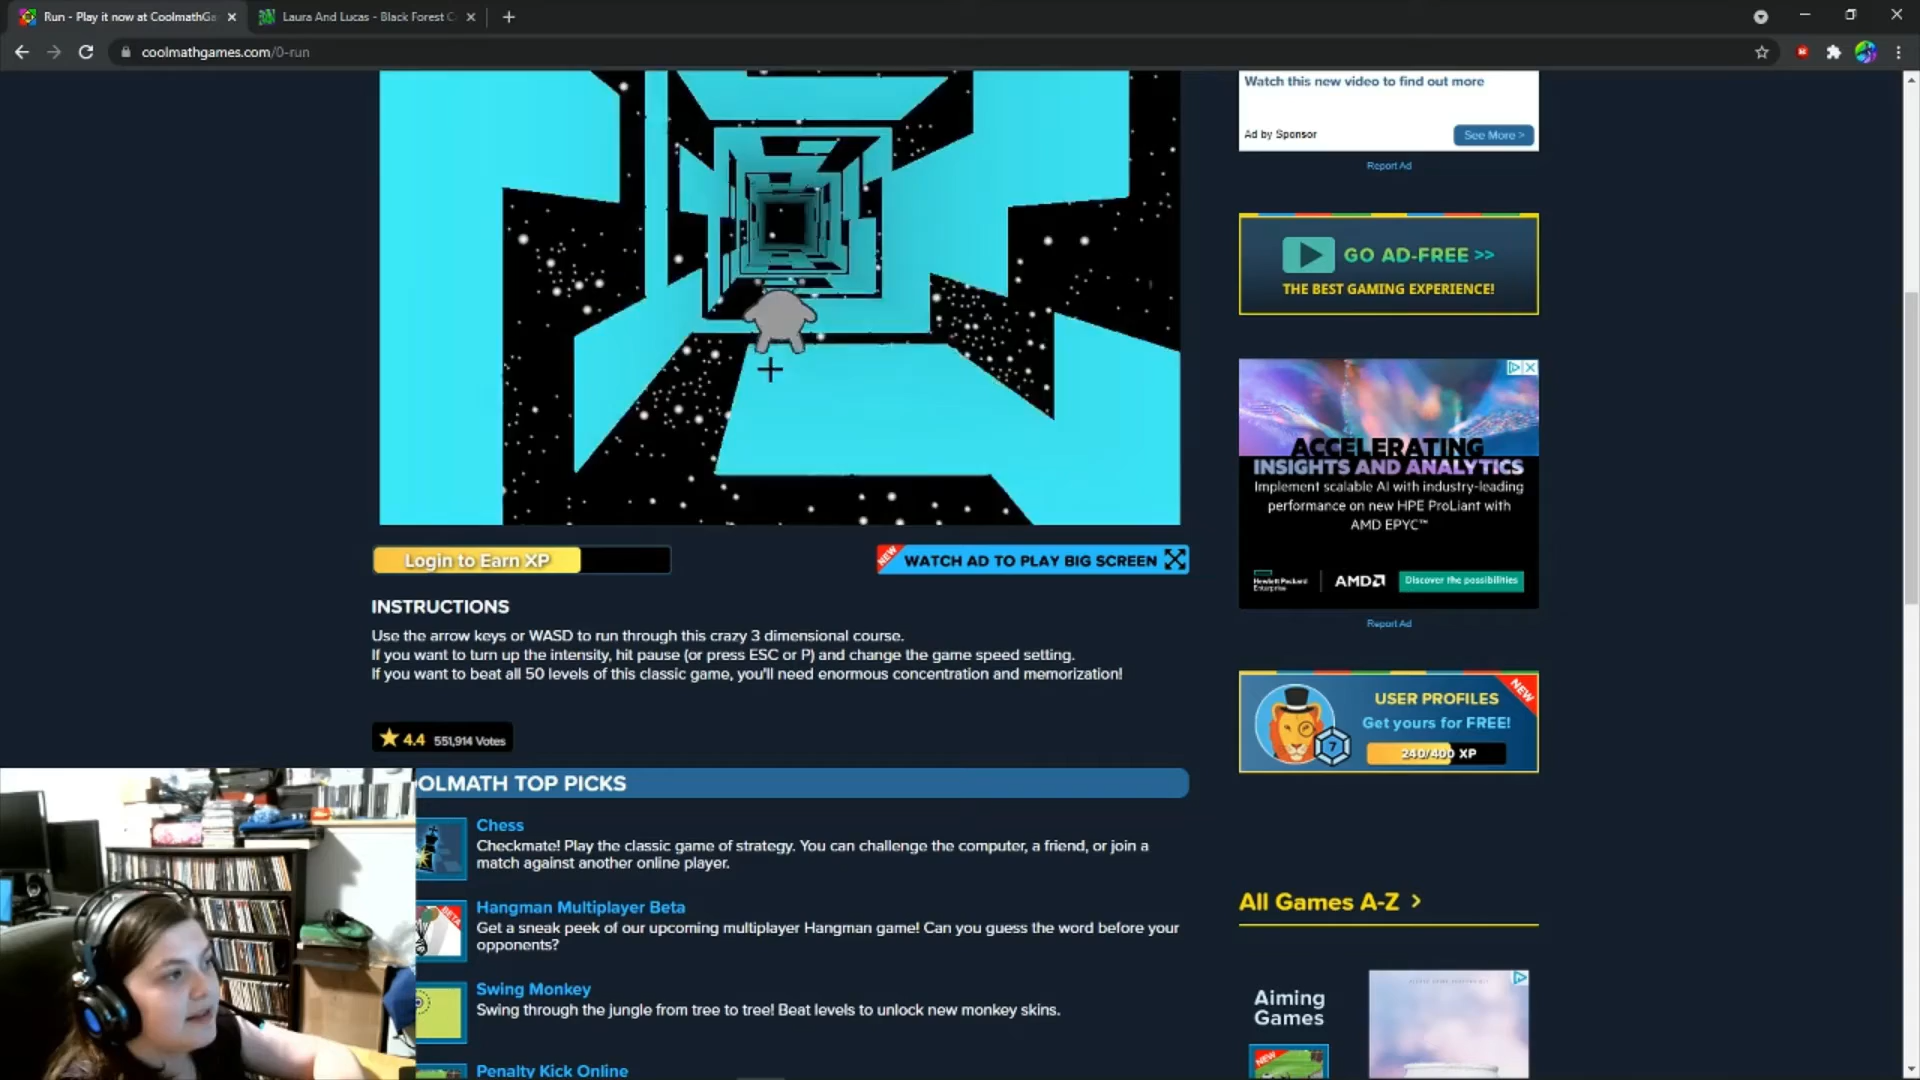 Run - Play it now at CoolmathGa
Laura And Lucas - Black Forest C
coolmathgames.com/0-run
Watch this new video to find out more
Ad by Sponsor
See More >
Report Ad
GO AD-FREE >>
THE BEST GAMING EXPERIENCE!
ACCELERATING
INSIGHTS AND ANALYTICS
Implement scalable AI with industry-leading
performance on new HPE ProLiant with
AMD EPYC™
Hewlett Packard
Enterprise
AMD
Discover the possibilities
Report Ad
Login to Earn XP
NEW
WATCH AD TO PLAY BIG SCREEN
INSTRUCTIONS
Use the arrow keys or WASD to run through this crazy 3 dimensional course.
If you want to turn up the intensity, hit pause (or press ESC or P) and change the game speed setting.
If you want to beat all 50 levels of this classic game, you'll need enormous concentration and memorization!
4.4 551,914 Votes
USER PROFILES
NEW
Get yours for FREE!
7
240/400 XP
OLMATH TOP PICKS
Chess
Checkmate! Play the classic game of strategy. You can challenge the computer, a friend, or join a
match against another online player.
BETA
Hangman Multiplayer Beta
Get a sneak peek of our upcoming multiplayer Hangman game! Can you guess the word before your
opponents?
Swing Monkey
Swing through the jungle from tree to tree! Beat levels to unlock new monkey skins.
Penalty Kick Online
All Games A-Z >
Aiming
Games
NEW